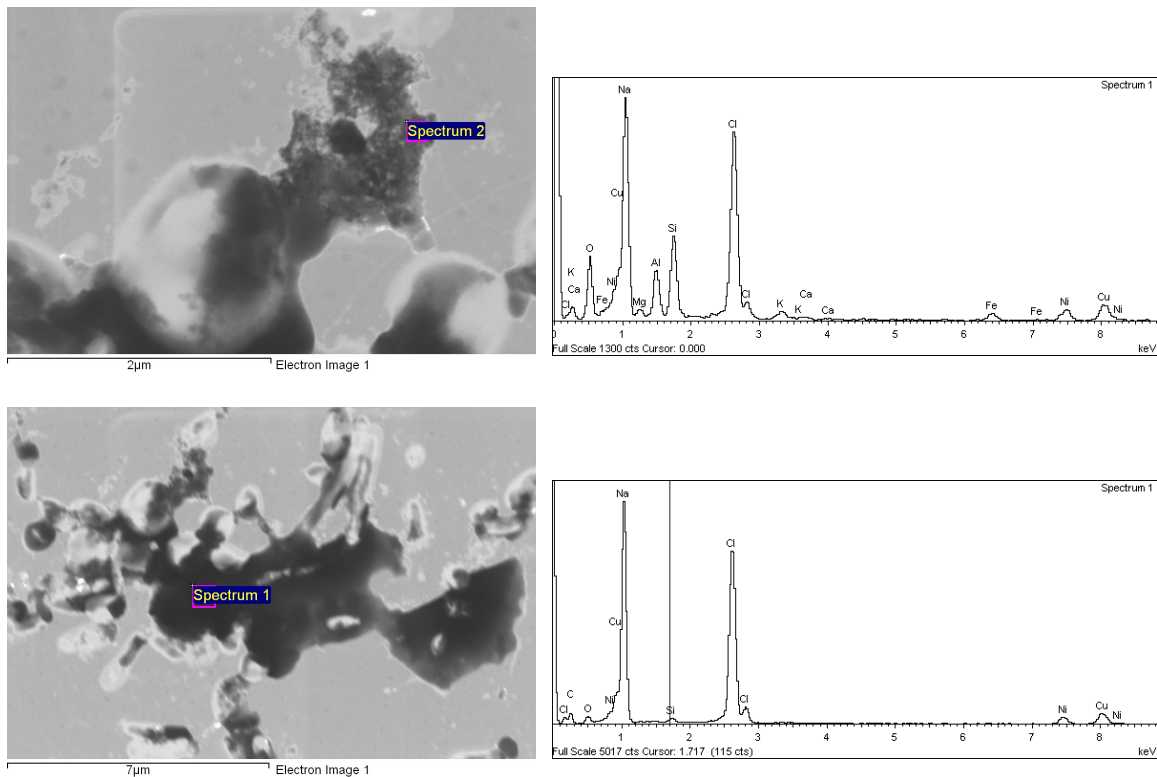 Spectrum 2
2µm Electron Image 1
Spectrum 1
Na
Cl
Cu
Si
O
Al
K
Ca
Ni
Cl
Fe
Mg
Cl
K
K
Ca
Ca
Fe
Fe
Ni
Cu
Ni
0 1 2 3 4 5 6 7 8
Full Scale 1300 cts Cursor: 0.000 keV
Spectrum 1
7µm Electron Image 1
Spectrum 1
Na
Cl
Cu
C
Ni
Cl
O
Si
Cl
Ni
Cu
Ni
1 2 3 4 5 6 7 8
Full Scale 5017 cts Cursor: 1.717 (115 cts) keV